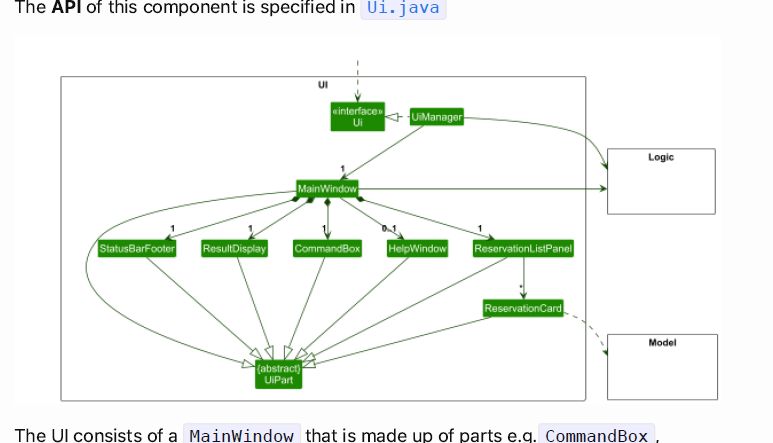 The API of this component is specified in Ui.java
UI
«interface»
Ui
UiManager
Logic
1
MainWindow
1
1
1
0..1
1
StatusBarFooter
ResultDisplay
CommandBox
HelpWindow
ReservationListPanel
*
ReservationCard
Model
{abstract}
UiPart
The UI consists of a MainWindow that is made up of parts e.g. CommandBox ,